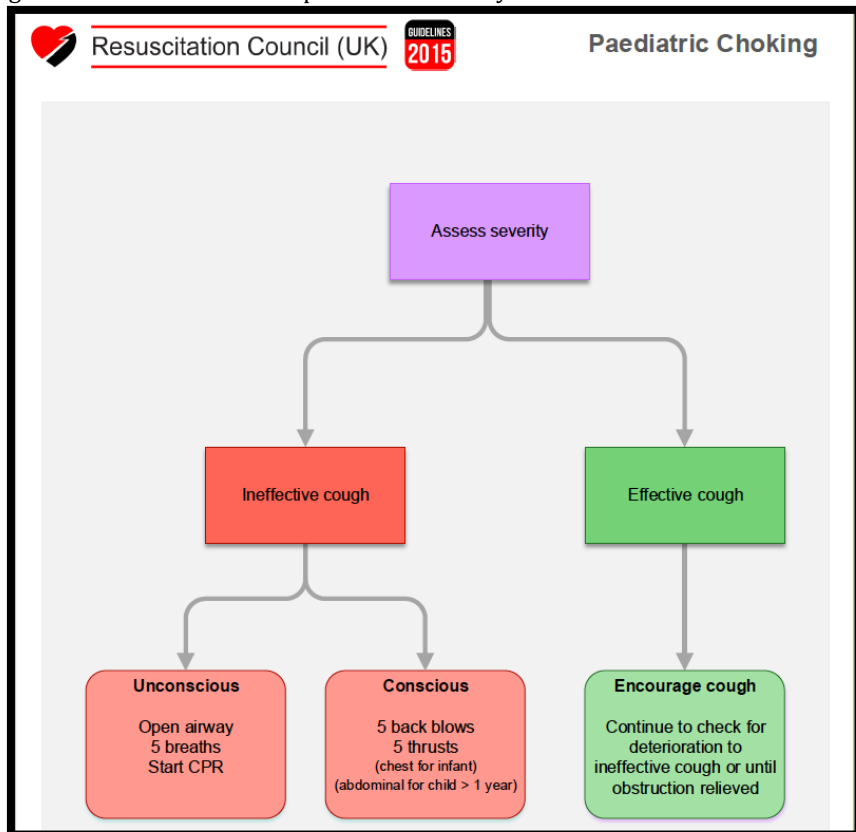 Resuscitation Council (UK)
GUIDELINES
2015
Paediatric Choking
Assess severity
Ineffective cough
Effective cough
Unconscious
Open airway
5 breaths
Start CPR
Conscious
5 back blows
5 thrusts
(chest for infant)
(abdominal for child > 1 year)
Encourage cough
Continue to check for
deterioration to
ineffective cough or until
obstruction relieved